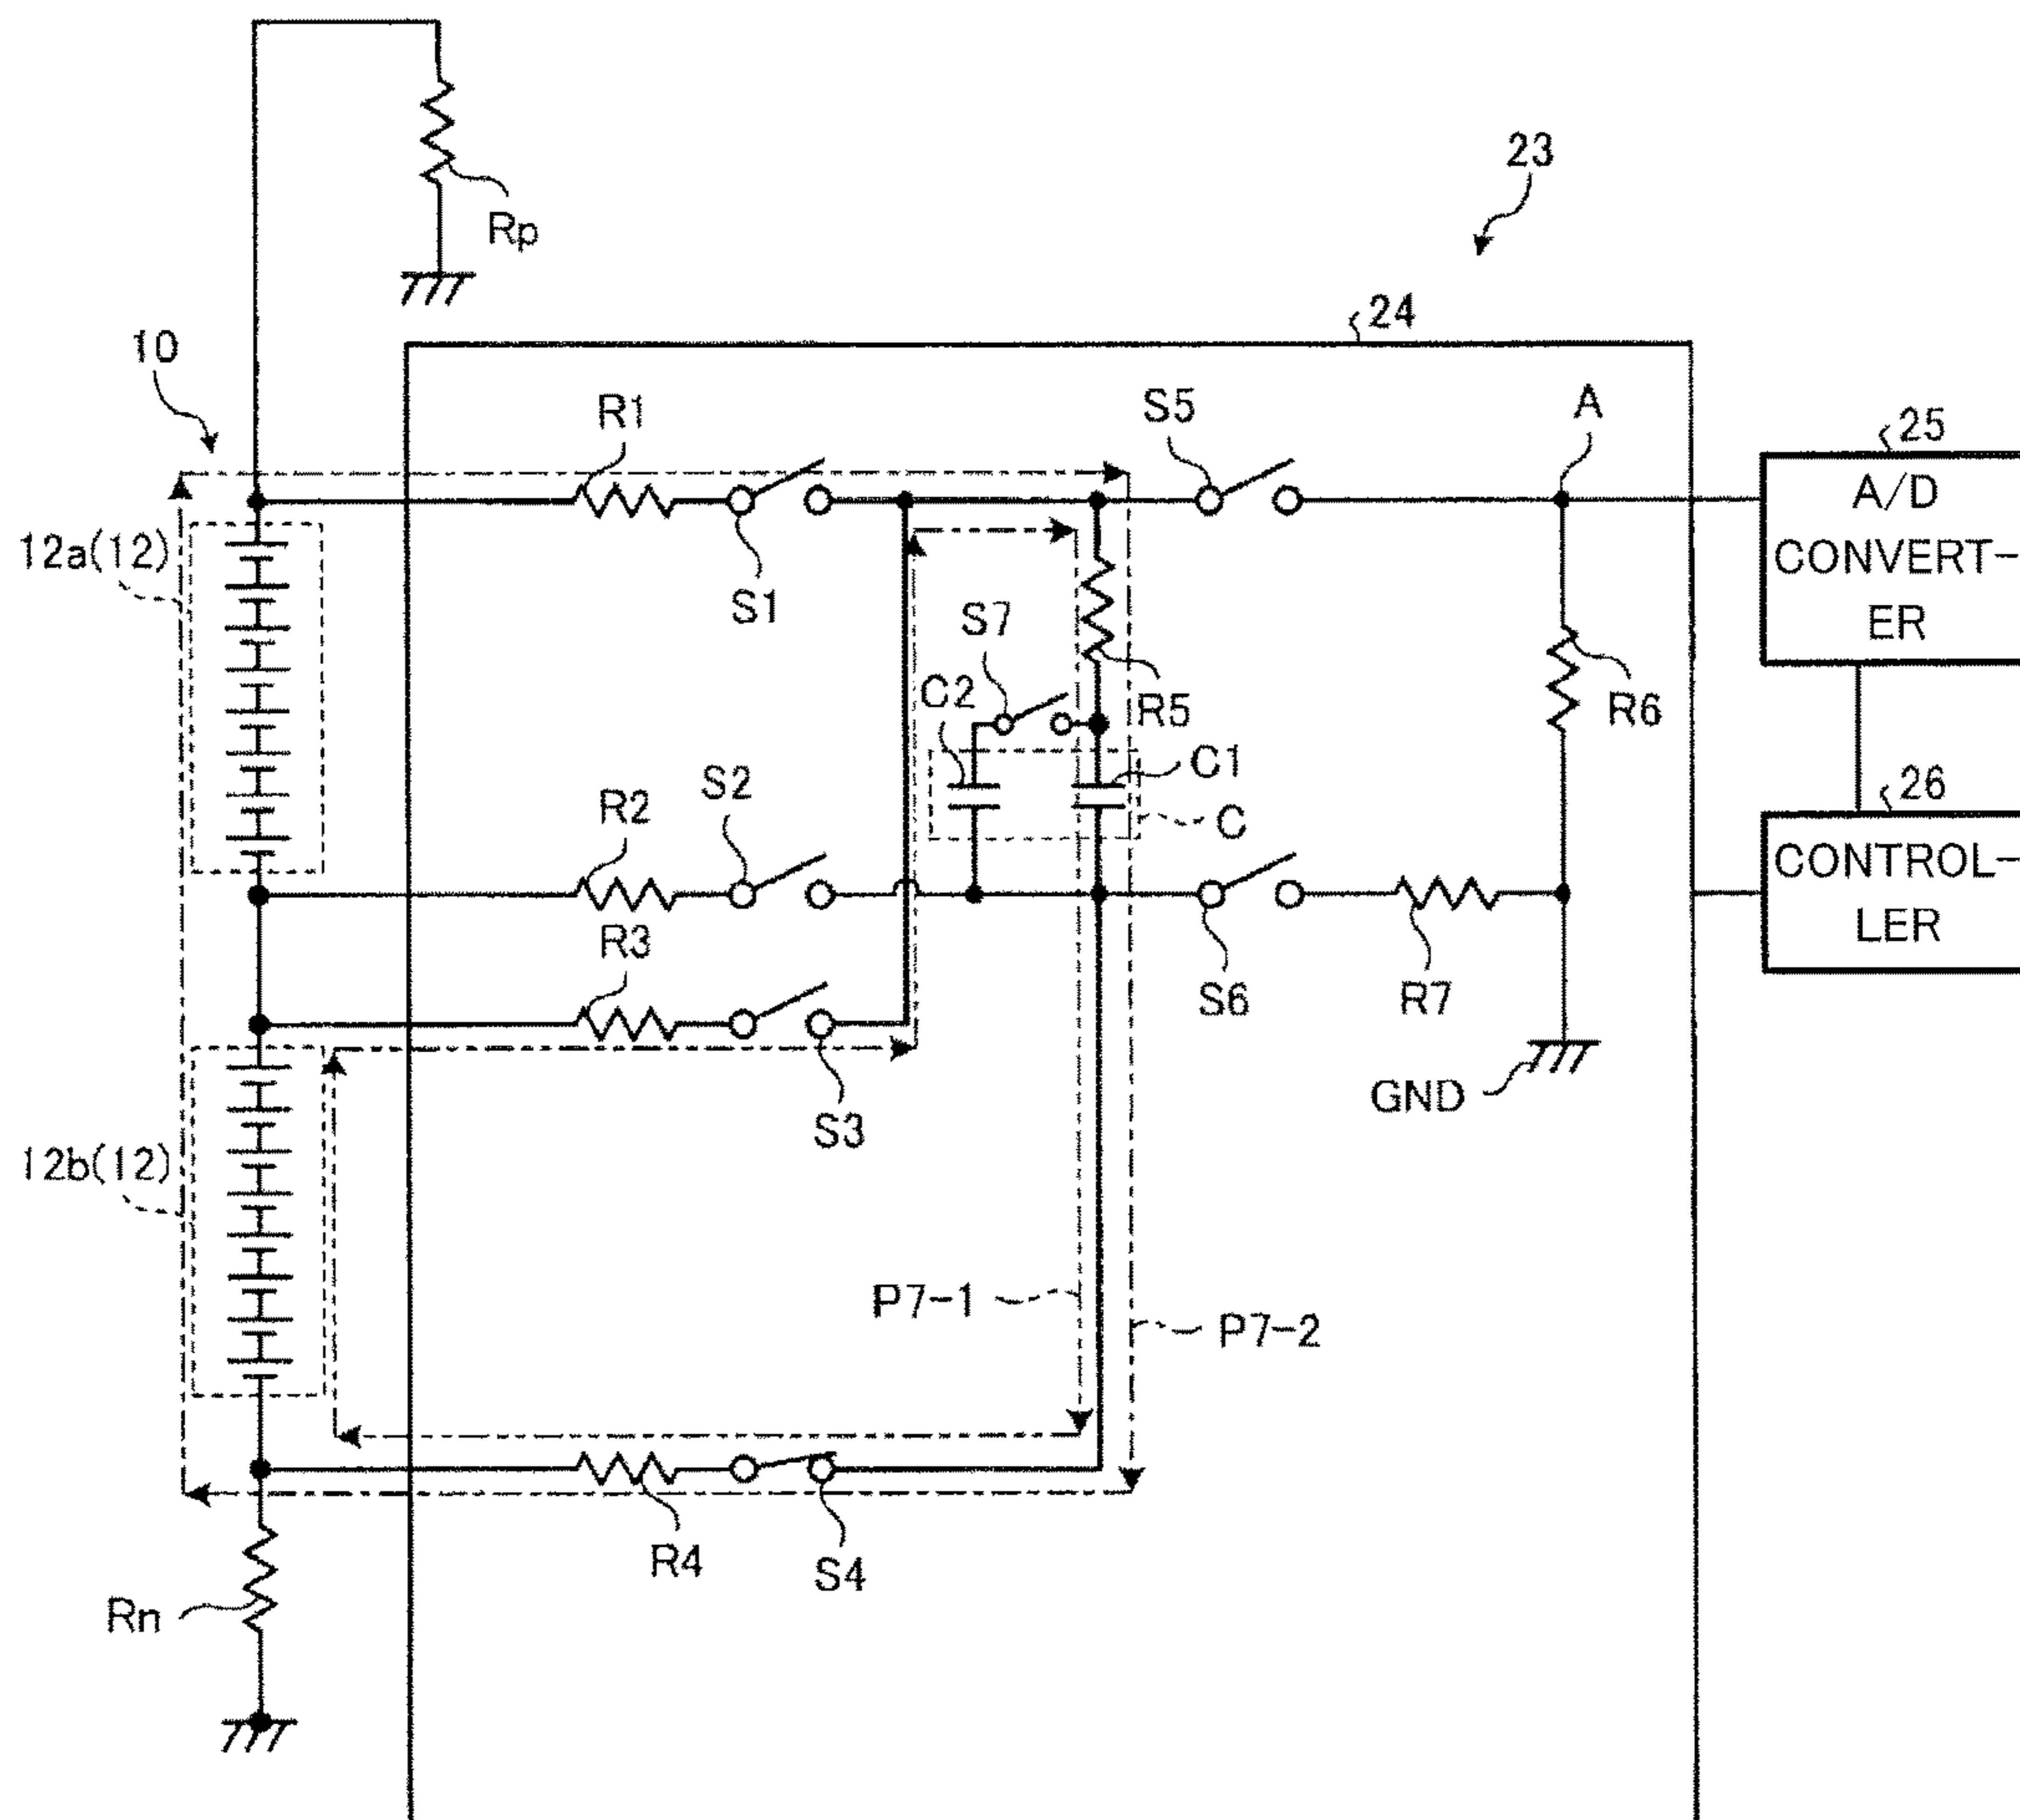 Rp
23
24
10
R1
S5
A
25
A/D
CONVERT-
ER
12a(12)
S1
S7
C2
R5
R6
C1
C
26
CONTROL-
LER
R2
S2
R3
S3
S6
R7
GND
12b(12)
P7-1
P7-2
R4
S4
Rn